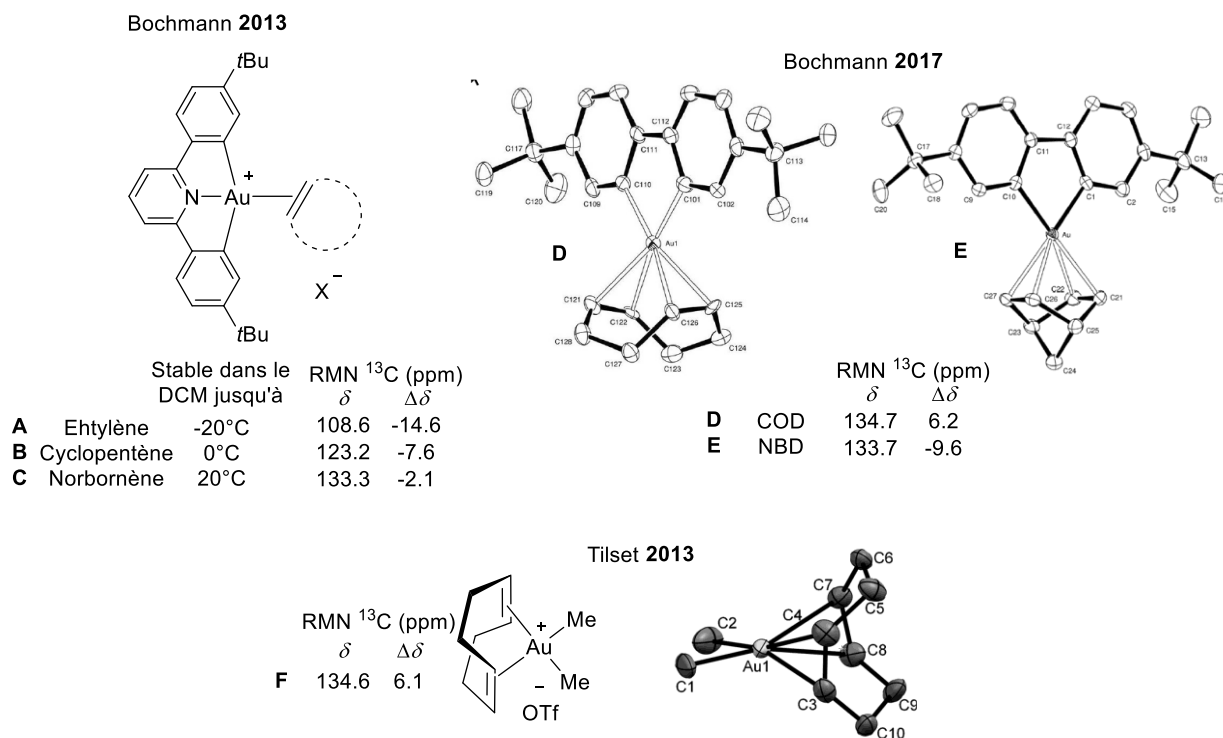 Bochmann 2013
tBu
N
Au
+
X
−
tBu
Stable dans le
DCM jusqu'à
RMN 13C (ppm)
δ Δδ
A Ehtylène -20°C 108.6 -14.6
B Cyclopentène 0°C 123.2 -7.6
C Norbornène 20°C 133.3 -2.1
Bochmann 2017
C112
C117
C111
C113
C119
C120
C110
C101
C109
C102
C114
D
Au1
C121
C122
C126
C125
C128
C127
C123
C124
C12
C17
C11
C13
C20
C18
C9
C10
C1
C2
C15
E
Au
C27
C26
C22
C21
C23
C25
C24
RMN 13C (ppm)
δ Δδ
D COD 134.7 6.2
E NBD 133.7 -9.6
Tilset 2013
RMN 13C (ppm)
δ Δδ
F 134.6 6.1
Au
+
Me
Me
−
OTf
C6
C7
C5
C4
C2
C8
Au1
C1
C3
C9
C10